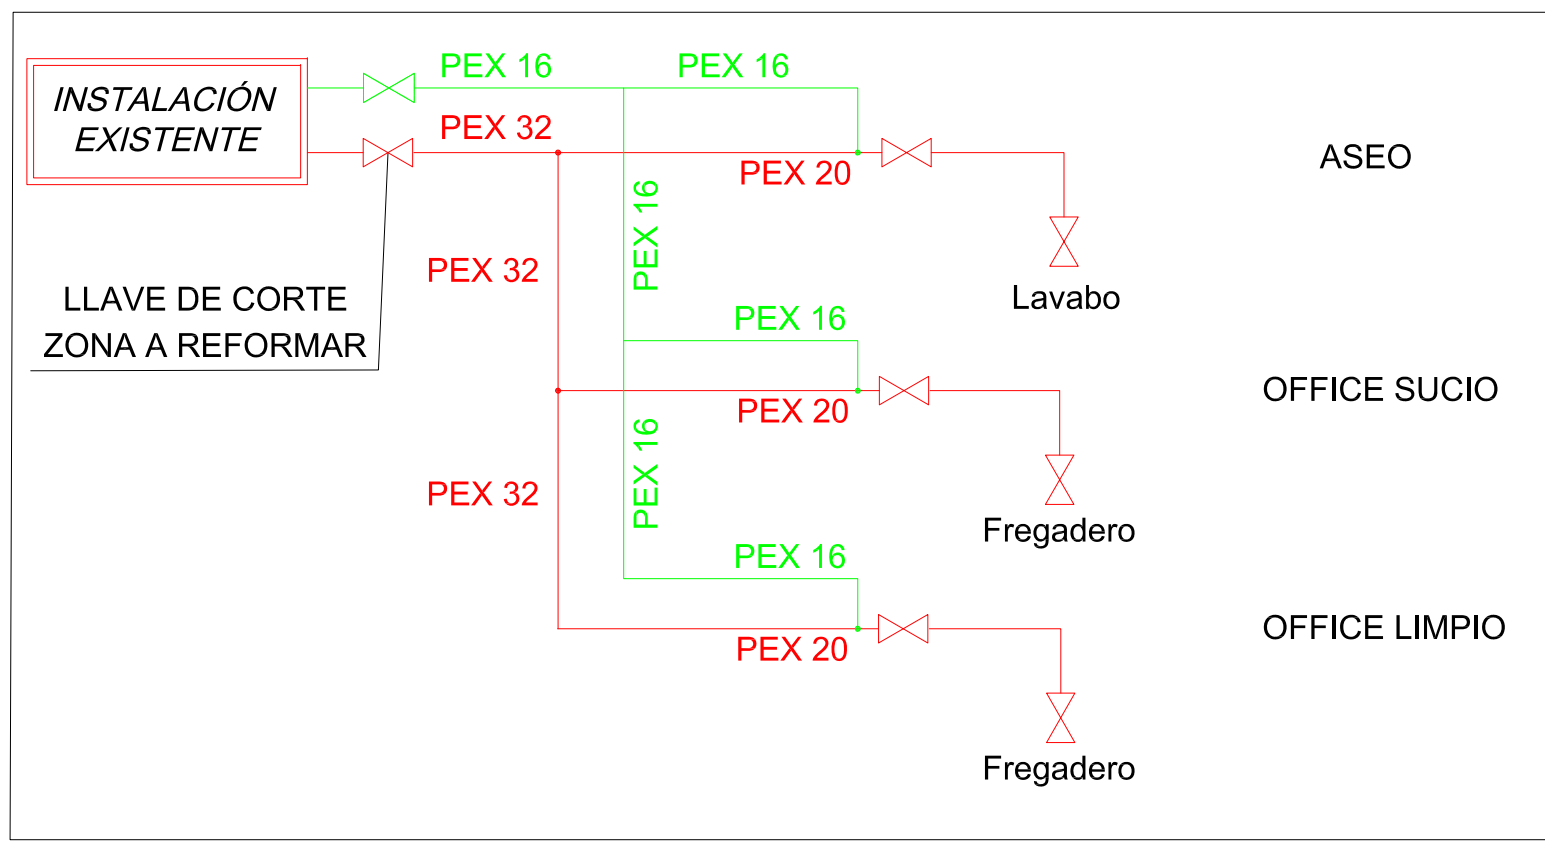 PEX 16
PEX 16
INSTALACIÓN
EXISTENTE
PEX 32
ASEO
PEX 20
PEX 16
PEX 32
LLAVE DE CORTE
ZONA A REFORMAR
Lavabo
PEX 16
OFFICE SUCIO
PEX 20
PEX 16
PEX 32
Fregadero
PEX 16
OFFICE LIMPIO
PEX 20
Fregadero